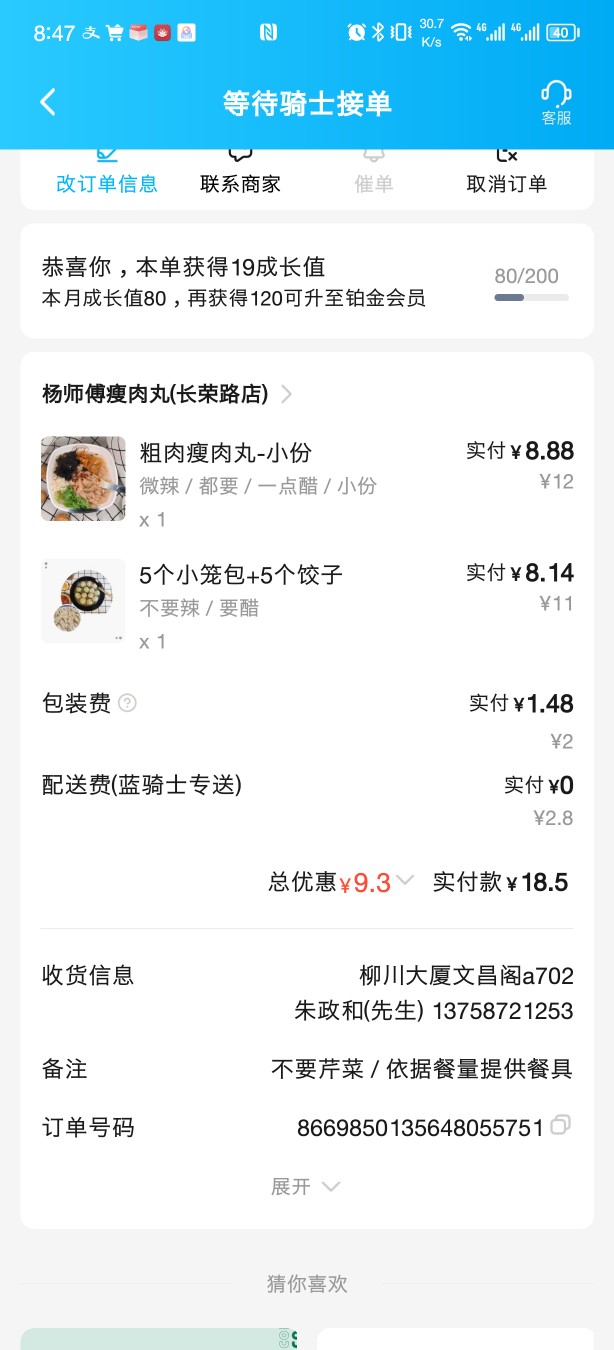 8:47
30.7
K/s
4G
4G
40
等待骑士接单
客服
改订单信息
联系商家
催单
取消订单
恭喜你，本单获得19成长值
80/200
本月成长值80，再获得120可升至铂金会员
杨师傅瘦肉丸(长荣路店)
粗肉瘦肉丸-小份
实付¥8.88
微辣 / 都要 / 一点醋 / 小份
¥12
x 1
5个小笼包+5个饺子
实付¥8.14
不要辣 / 要醋
¥11
x 1
包装费 ?
实付¥1.48
¥2
配送费(蓝骑士专送)
实付¥0
¥2.8
总优惠¥9.3
实付款¥18.5
收货信息
柳川大厦文昌阁a702
朱政和(先生) 13758721253
备注
不要芹菜 / 依据餐量提供餐具
订单号码
8669850135648055751
展开
猜你喜欢